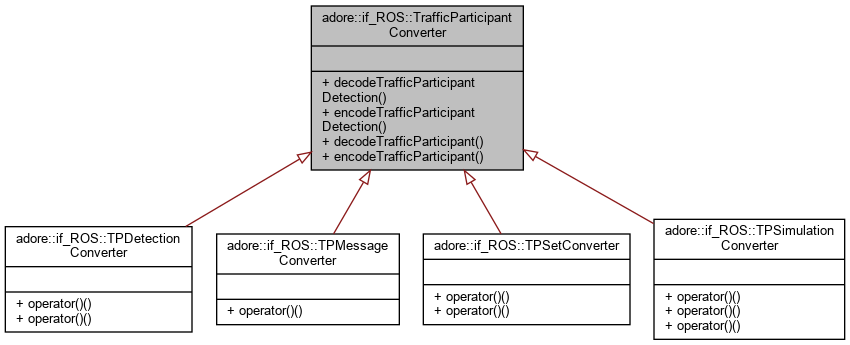 adore::if_ROS::TrafficParticipant
Converter
+ decodeTrafficParticipant
Detection()
+ encodeTrafficParticipant
Detection()
+ decodeTrafficParticipant()
+ encodeTrafficParticipant()
adore::if_ROS::TPDetection
Converter
+ operator()()
+ operator()()
adore::if_ROS::TPMessage
Converter
+ operator()()
adore::if_ROS::TPSetConverter
+ operator()()
+ operator()()
adore::if_ROS::TPSimulation
Converter
+ operator()()
+ operator()()
+ operator()()